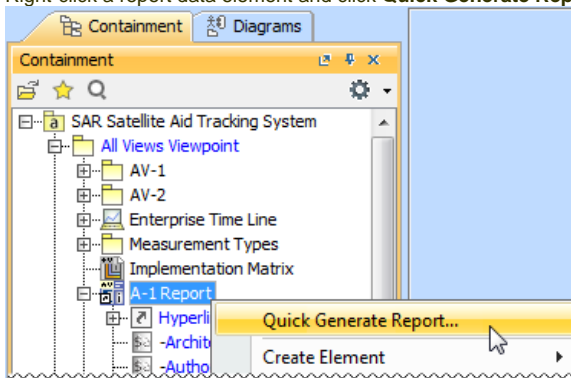 Right-click a report data element and click Quick Generate Rep
Containment Diagrams
Containment
SAR Satellite Aid Tracking System
All Views Viewpoint
AV-1
AV-2
Enterprise Time Line
Measurement Types
Implementation Matrix
A-1 Report
Hyperli
Quick Generate Report...
-Archit
Create Element
-Autho